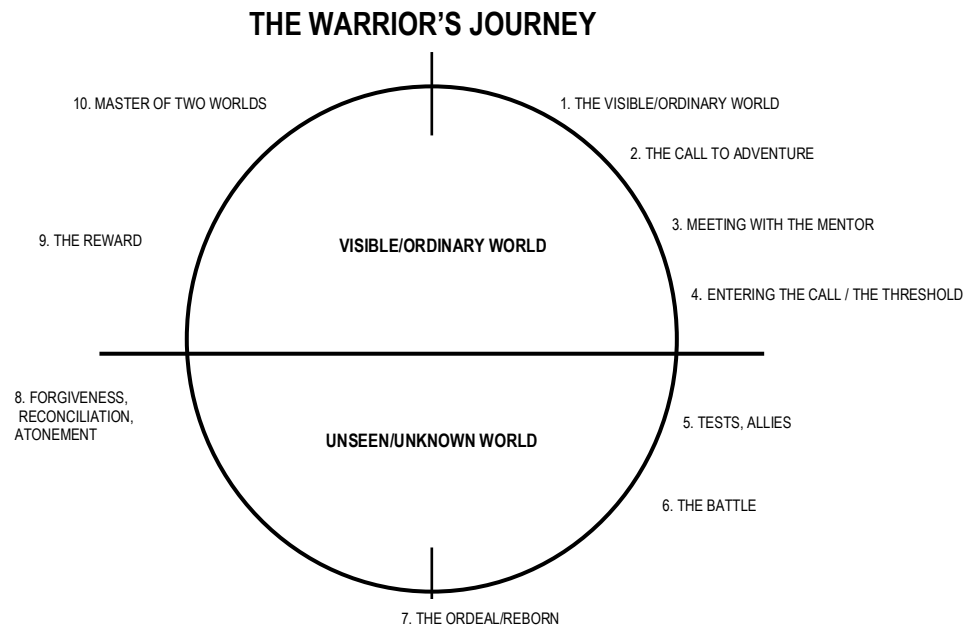 THE WARRIOR'S JOURNEY
10. MASTER OF TWO WORLDS
1. THE VISIBLE/ORDINARY WORLD
2. THE CALL TO ADVENTURE
3. MEETING WITH THE MENTOR
9. THE REWARD
VISIBLE/ORDINARY WORLD
4. ENTERING THE CALL / THE THRESHOLD
8. FORGIVENESS,
RECONCILIATION,
ATONEMENT
UNSEEN/UNKNOWN WORLD
5. TESTS, ALLIES
6. THE BATTLE
7. THE ORDEAL/REBORN